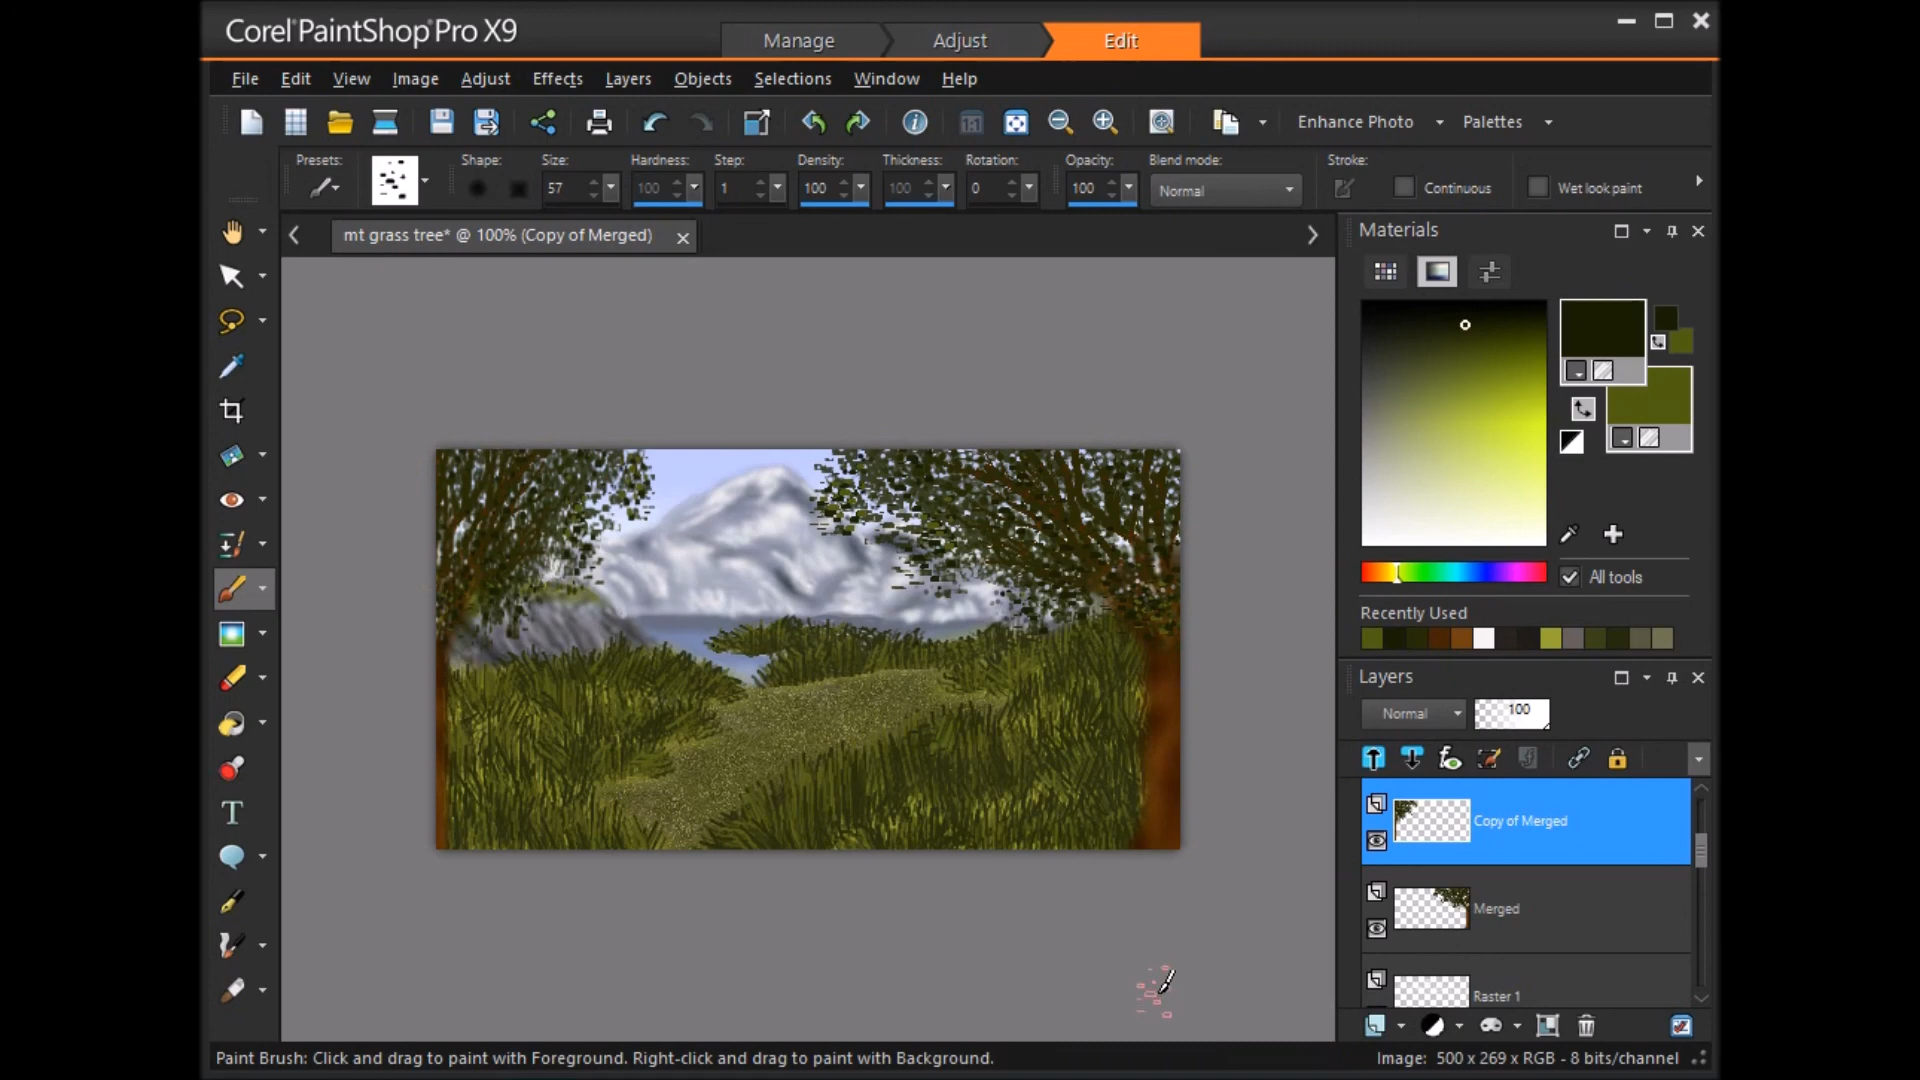 Corel PaintShop Pro X9
Manage Adjust Edit
File Edit View Image Adjust Effects Layers Objects Selections Window Help
1:1 Enhance Photo Palettes
Presets: Shape: Size: Hardness: Step: Density: Thickness: Rotation: Opacity: Blend mode: Stroke:
57 100 1 100 100 0 100 Normal Continuous Wet look paint
mt grass tree* @ 100% (Copy of Merged)
Materials
All tools
Recently Used
Layers
Normal 100
Copy of Merged
Merged
Raster 1
Paint Brush: Click and drag to paint with Foreground. Right-click and drag to paint with Background.
Image: 500 x 269 x RGB - 8 bits/channel